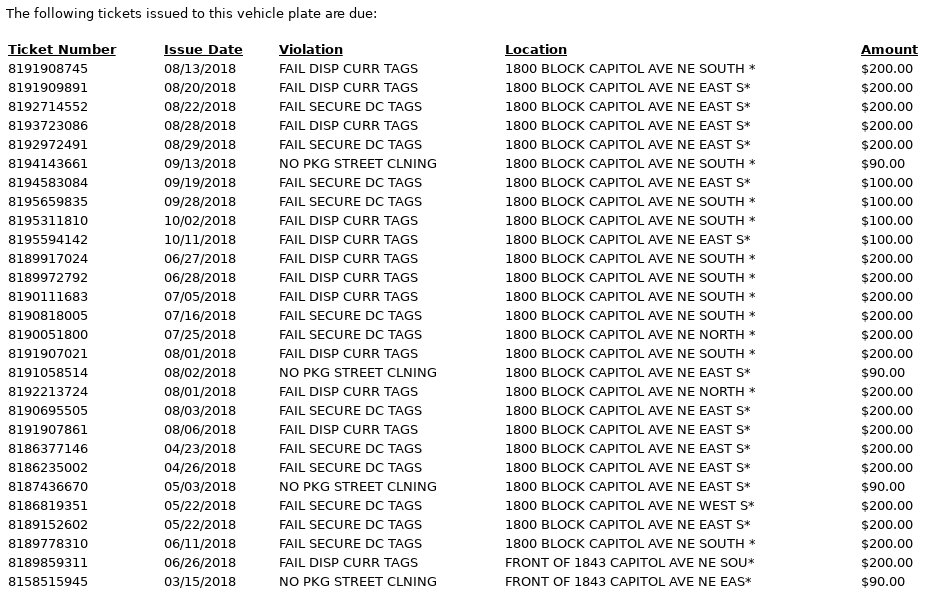 The following tickets issued to this vehicle plate are due:
Ticket Number Issue Date Violation Location Amount
8191908745 08/13/2018 FAIL DISP CURR TAGS 1800 BLOCK CAPITOL AVE NE SOUTH * $200.00
8191909891 08/20/2018 FAIL DISP CURR TAGS 1800 BLOCK CAPITOL AVE NE EAST S* $200.00
8192714552 08/22/2018 FAIL SECURE DC TAGS 1800 BLOCK CAPITOL AVE NE EAST S* $200.00
8193723086 08/28/2018 FAIL DISP CURR TAGS 1800 BLOCK CAPITOL AVE NE EAST S* $200.00
8192972491 08/29/2018 FAIL SECURE DC TAGS 1800 BLOCK CAPITOL AVE NE EAST S* $200.00
8194143661 09/13/2018 NO PKG STREET CLNING 1800 BLOCK CAPITOL AVE NE SOUTH * $90.00
8194583084 09/19/2018 FAIL SECURE DC TAGS 1800 BLOCK CAPITOL AVE NE EAST S* $100.00
8195659835 09/28/2018 FAIL SECURE DC TAGS 1800 BLOCK CAPITOL AVE NE SOUTH * $100.00
8195311810 10/02/2018 FAIL DISP CURR TAGS 1800 BLOCK CAPITOL AVE NE SOUTH * $100.00
8195594142 10/11/2018 FAIL DISP CURR TAGS 1800 BLOCK CAPITOL AVE NE EAST S* $100.00
8189917024 06/27/2018 FAIL DISP CURR TAGS 1800 BLOCK CAPITOL AVE NE SOUTH * $200.00
8189972792 06/28/2018 FAIL DISP CURR TAGS 1800 BLOCK CAPITOL AVE NE SOUTH * $200.00
8190111683 07/05/2018 FAIL DISP CURR TAGS 1800 BLOCK CAPITOL AVE NE SOUTH * $200.00
8190818005 07/16/2018 FAIL SECURE DC TAGS 1800 BLOCK CAPITOL AVE NE SOUTH * $200.00
8190051800 07/25/2018 FAIL SECURE DC TAGS 1800 BLOCK CAPITOL AVE NE NORTH * $200.00
8191907021 08/01/2018 FAIL DISP CURR TAGS 1800 BLOCK CAPITOL AVE NE SOUTH * $200.00
8191058514 08/02/2018 NO PKG STREET CLNING 1800 BLOCK CAPITOL AVE NE EAST S* $90.00
8192213724 08/01/2018 FAIL DISP CURR TAGS 1800 BLOCK CAPITOL AVE NE NORTH * $200.00
8190695505 08/03/2018 FAIL SECURE DC TAGS 1800 BLOCK CAPITOL AVE NE EAST S* $200.00
8191907861 08/06/2018 FAIL DISP CURR TAGS 1800 BLOCK CAPITOL AVE NE EAST S* $200.00
8186377146 04/23/2018 FAIL SECURE DC TAGS 1800 BLOCK CAPITOL AVE NE EAST S* $200.00
8186235002 04/26/2018 FAIL SECURE DC TAGS 1800 BLOCK CAPITOL AVE NE EAST S* $200.00
8187436670 05/03/2018 NO PKG STREET CLNING 1800 BLOCK CAPITOL AVE NE EAST S* $90.00
8186819351 05/22/2018 FAIL SECURE DC TAGS 1800 BLOCK CAPITOL AVE NE WEST S* $200.00
8189152602 05/22/2018 FAIL SECURE DC TAGS 1800 BLOCK CAPITOL AVE NE EAST S* $200.00
8189778310 06/11/2018 FAIL SECURE DC TAGS 1800 BLOCK CAPITOL AVE NE SOUTH * $200.00
8189859311 06/26/2018 FAIL DISP CURR TAGS FRONT OF 1843 CAPITOL AVE NE SOU* $200.00
8158515945 03/15/2018 NO PKG STREET CLNING FRONT OF 1843 CAPITOL AVE NE EAS* $90.00